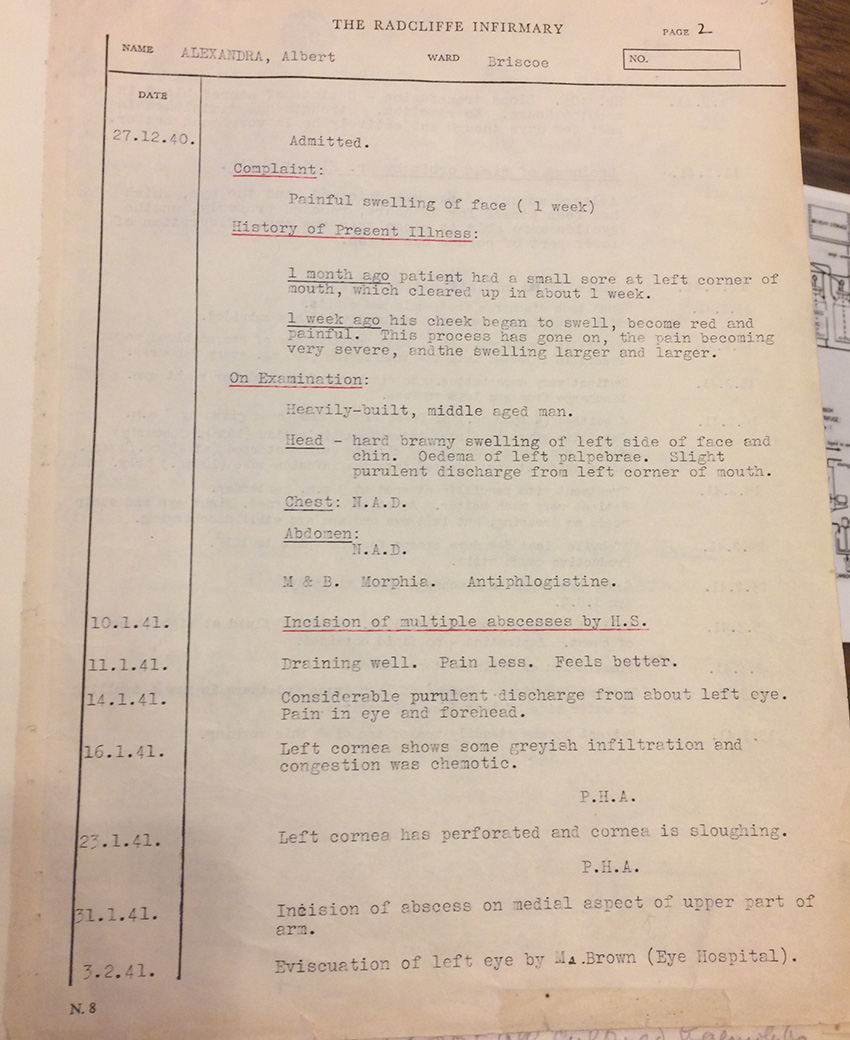 THE RADCLIFFE INFIRMARY
PAGE 2
NAME ALEXANDRA, Albert WARD Briscoe NO.
DATE
27.12.40. Admitted.
Complaint:
Painful swelling of face ( 1 week)
History of Present Illness:
1 month ago patient had a small sore at left corner of
mouth, which cleared up in about 1 week.
1 week ago his cheek began to swell, become red and
painful. This process has gone on, the pain becoming
very severe, andthe swelling larger and larger.
On Examination:
Heavily-built, middle aged man.
Head - hard brawny swelling of left side of face and
chin. Oedema of left palpebrae. Slight
purulent discharge from left corner of mouth.
Chest: N.A.D.
Abdomen:
N.A.D.
M & B. Morphia. Antiphlogistine.
10.1.41. Incision of multiple abscesses by H.S.
11.1.41. Draining well. Pain less. Feels better.
14.1.41. Considerable purulent discharge from about left eye.
Pain in eye and forehead.
16.1.41. Left cornea shows some greyish infiltration and
congestion was chemotic.
P.H.A.
23.1.41. Left cornea has perforated and cornea is sloughing.
P.H.A.
31.1.41. Incision of abscess on medial aspect of upper part of
arm.
3.2.41. Eviscuation of left eye by .Brown (Eye Hospital).
N. 8